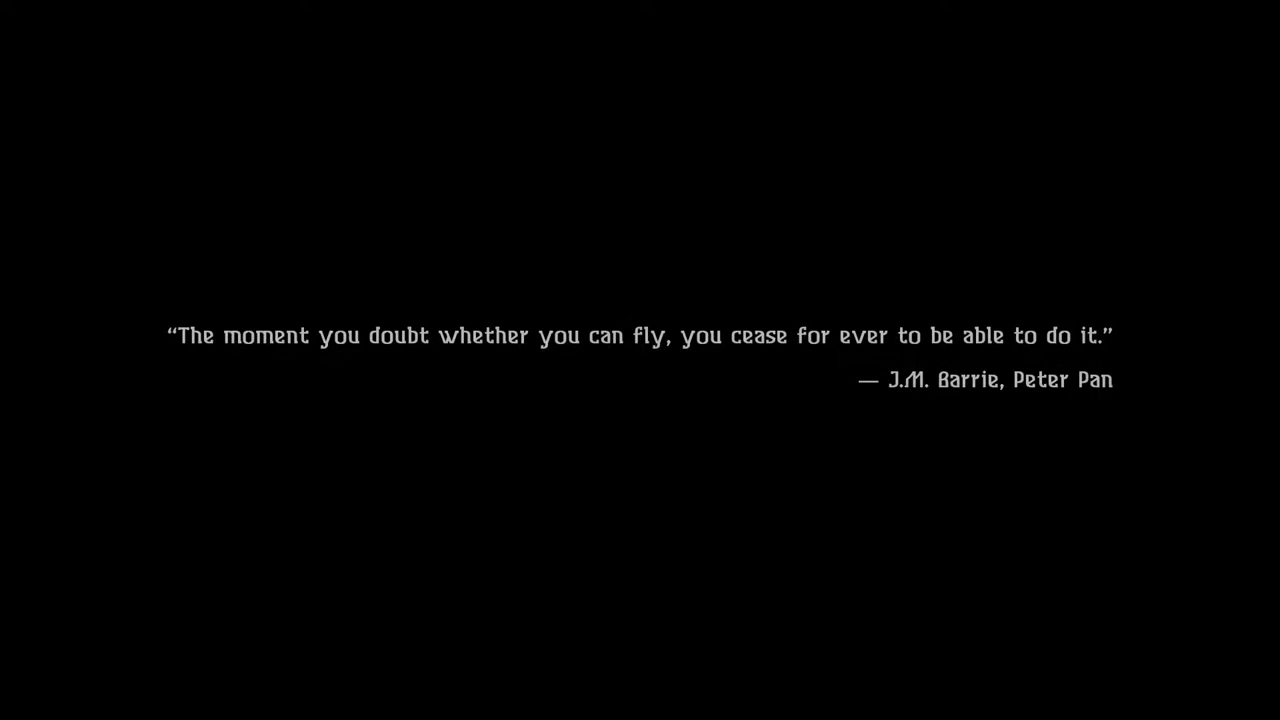 “The moment you doubt whether you can fly, you cease for ever to be able to do it.”
— J.M. Barrie, Peter Pan